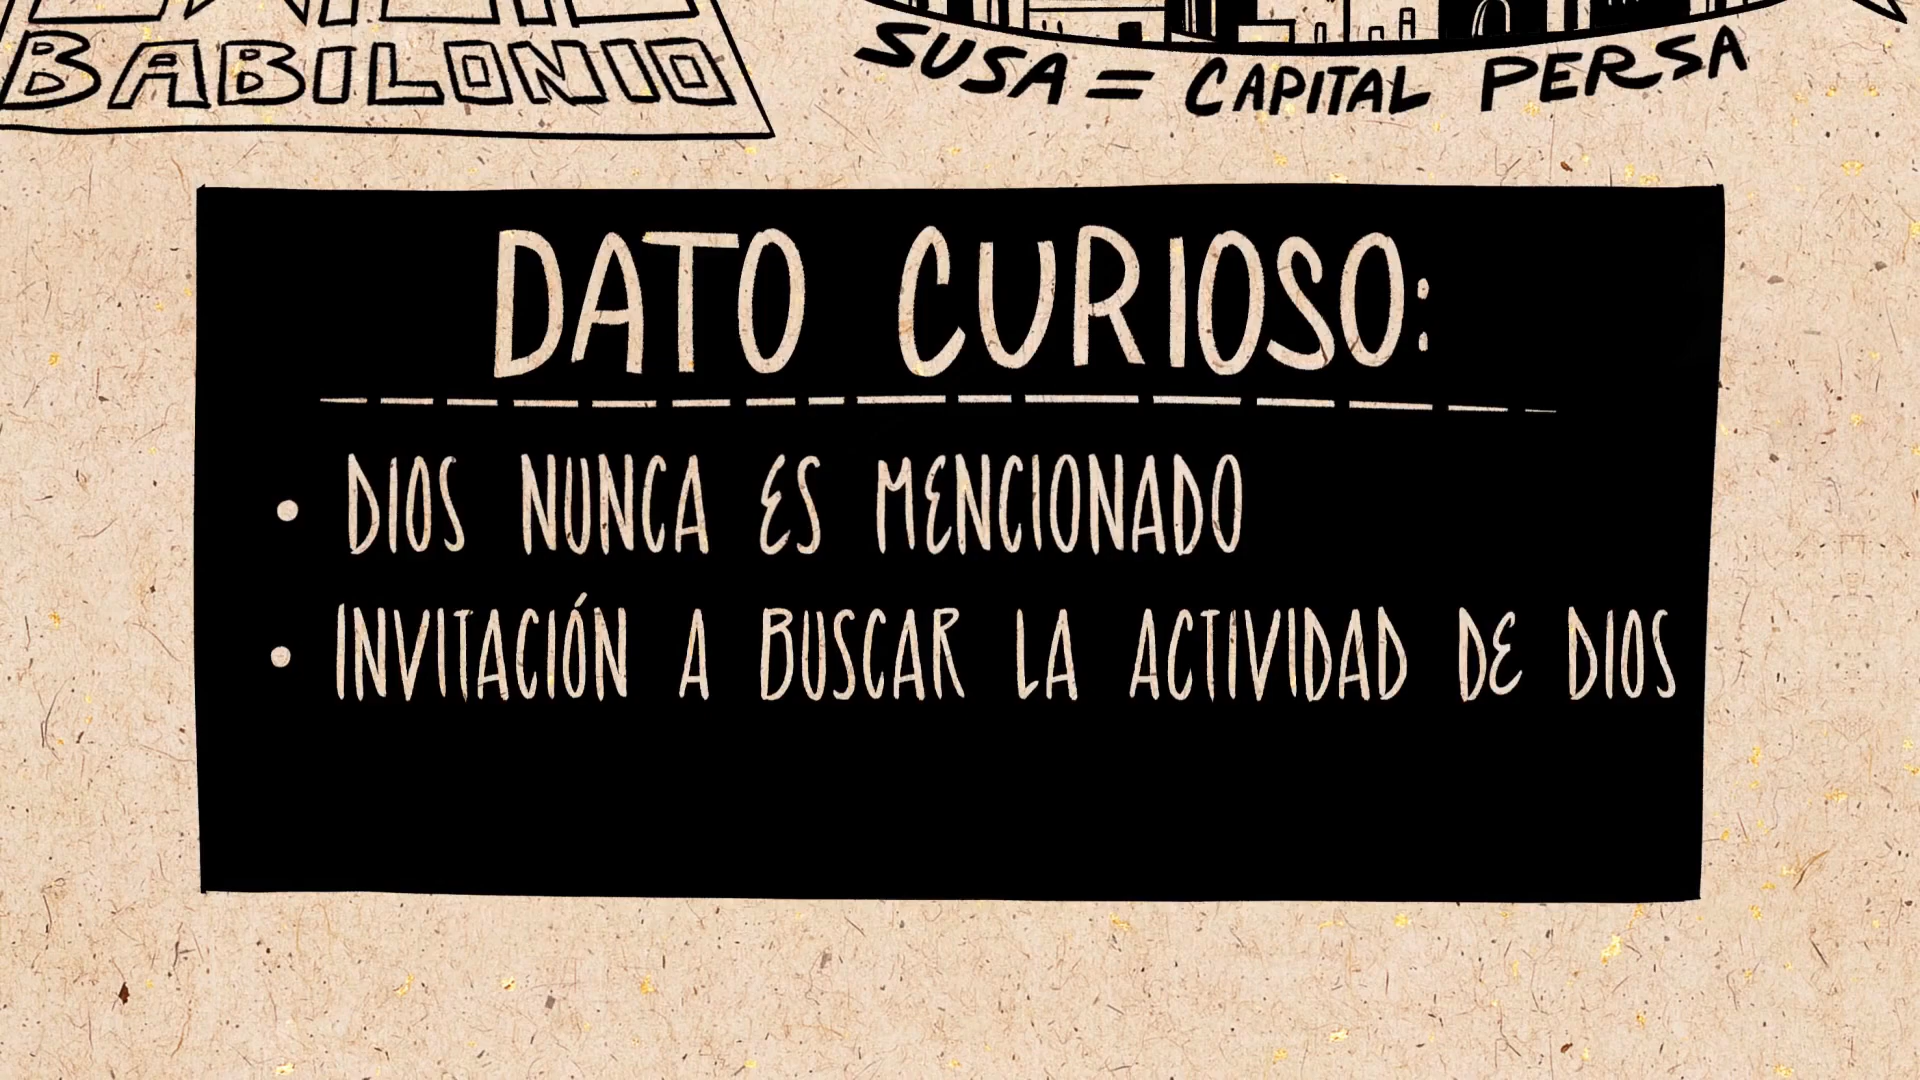 BABILONIO
SUSA = CAPITAL PERSA
DATO CURIOSO:
• DIOS NUNCA ES MENCIONADO
• INVITACIÓN A BUSCAR LA ACTIVIDAD DE DIOS